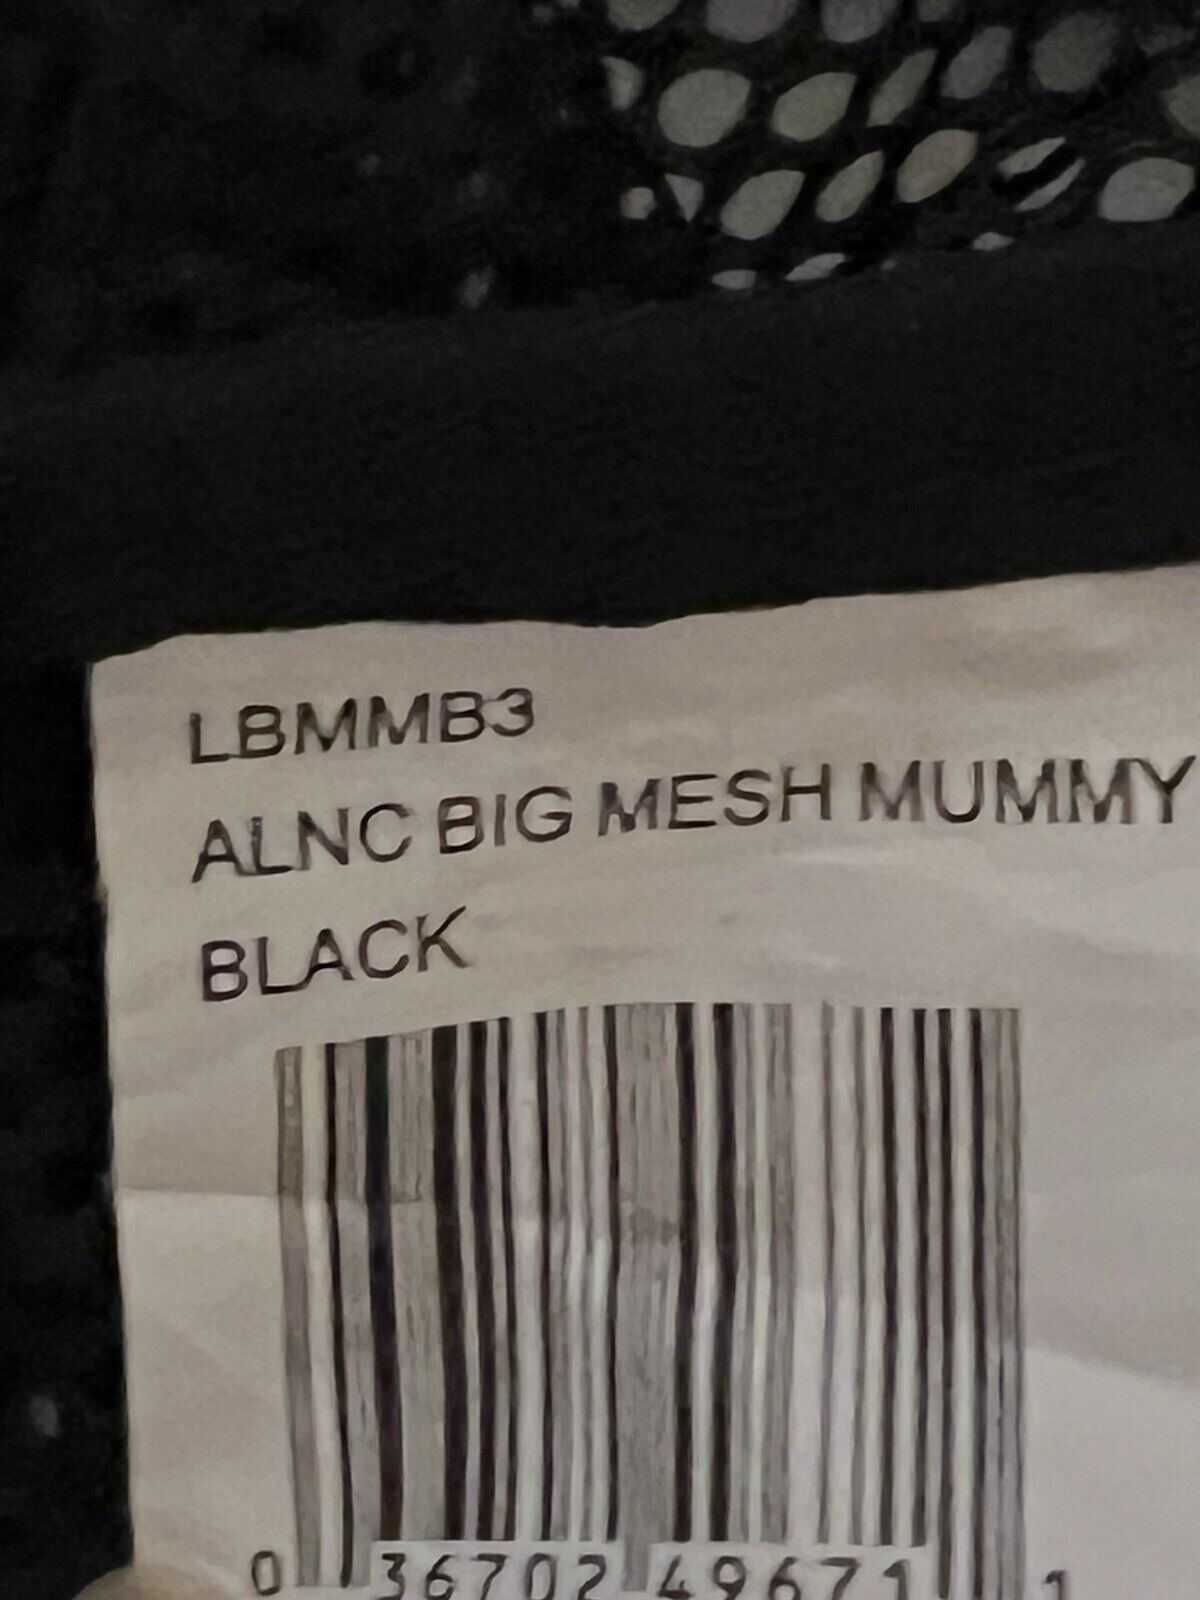 LBMMB3
ALNC BIG MESH MUMMY
BLACK
0 36702 49671 1